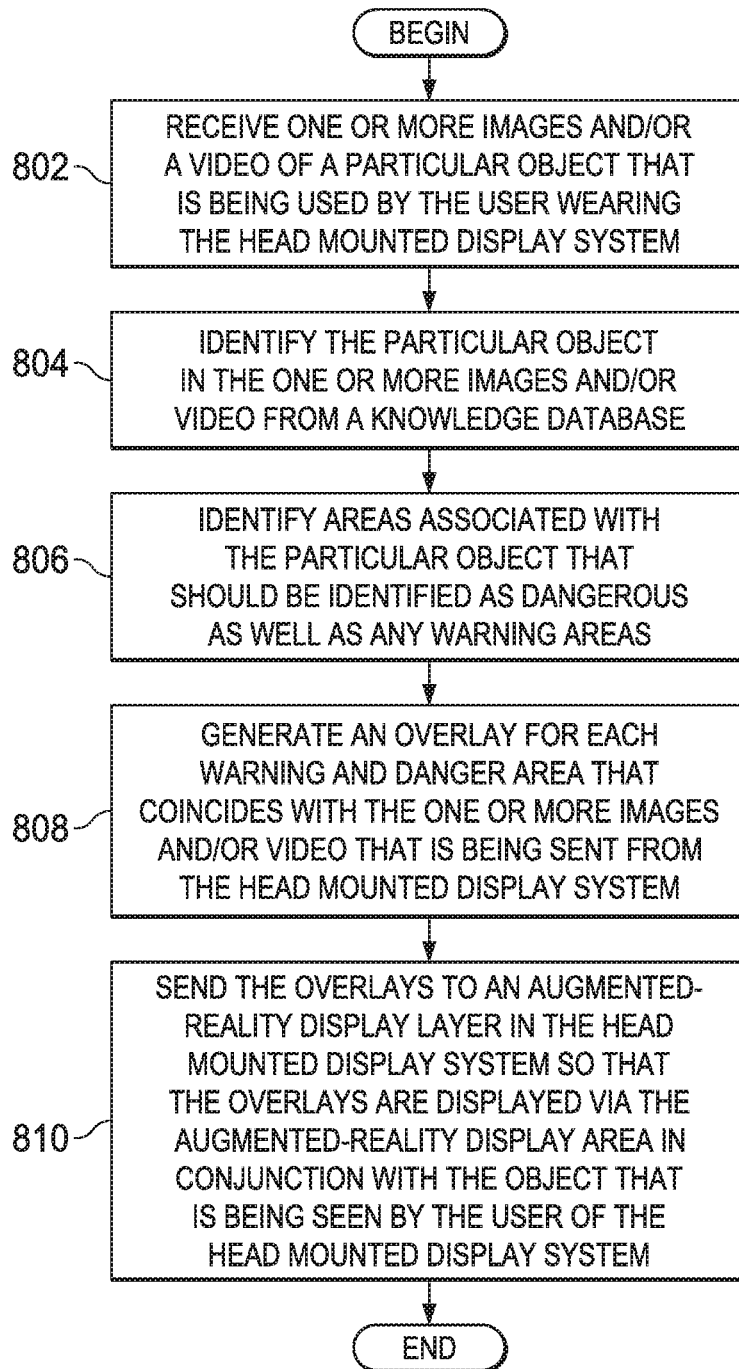 BEGIN
802
RECEIVE ONE OR MORE IMAGES AND/OR
A VIDEO OF A PARTICULAR OBJECT THAT
IS BEING USED BY THE USER WEARING
THE HEAD MOUNTED DISPLAY SYSTEM
804
IDENTIFY THE PARTICULAR OBJECT
IN THE ONE OR MORE IMAGES AND/OR
VIDEO FROM A KNOWLEDGE DATABASE
806
IDENTIFY AREAS ASSOCIATED WITH
THE PARTICULAR OBJECT THAT
SHOULD BE IDENTIFIED AS DANGEROUS
AS WELL AS ANY WARNING AREAS
808
GENERATE AN OVERLAY FOR EACH
WARNING AND DANGER AREA THAT
COINCIDES WITH THE ONE OR MORE IMAGES
AND/OR VIDEO THAT IS BEING SENT FROM
THE HEAD MOUNTED DISPLAY SYSTEM
810
SEND THE OVERLAYS TO AN AUGMENTED-
REALITY DISPLAY LAYER IN THE HEAD
MOUNTED DISPLAY SYSTEM SO THAT
THE OVERLAYS ARE DISPLAYED VIA THE
AUGMENTED-REALITY DISPLAY AREA IN
CONJUNCTION WITH THE OBJECT THAT
IS BEING SEEN BY THE USER OF THE
HEAD MOUNTED DISPLAY SYSTEM
END